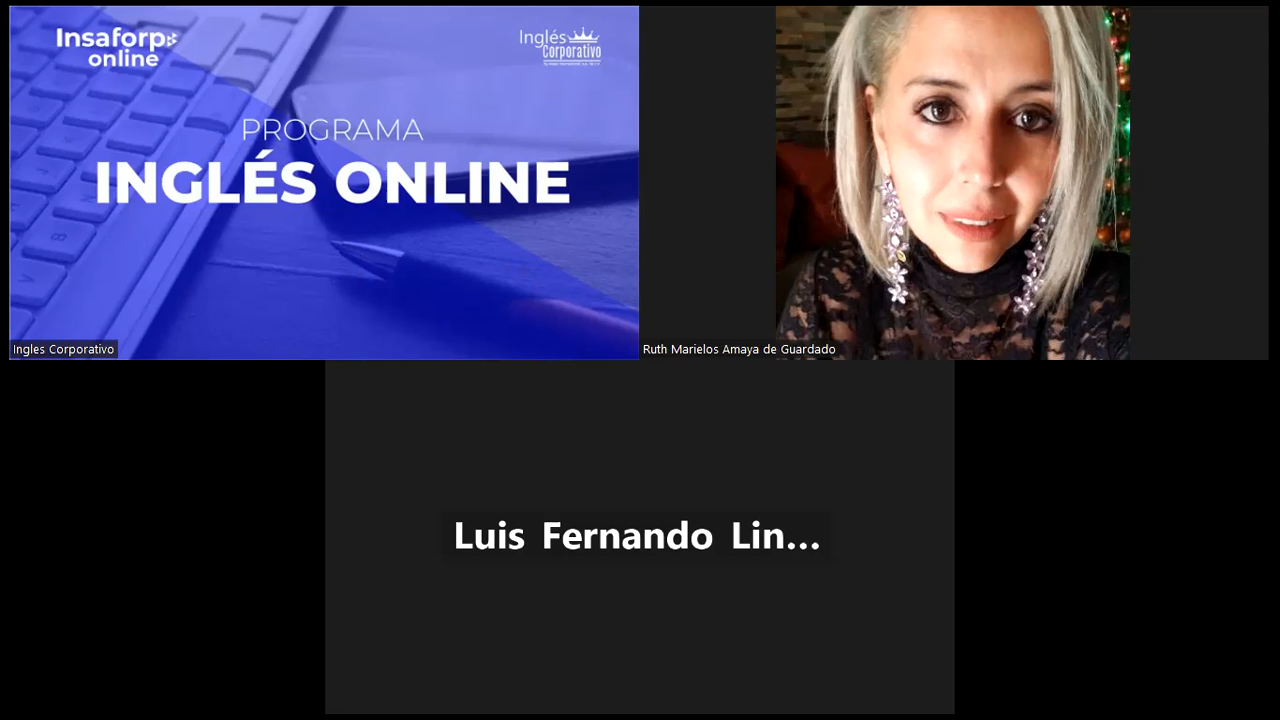 Insaforp
online
Inglés
Corporativo
PROGRAMA
INGLÉS ONLINE
B
Ingles Corporativo
Ruth Marielos Amaya de Guardado
Luis Fernando Lin...